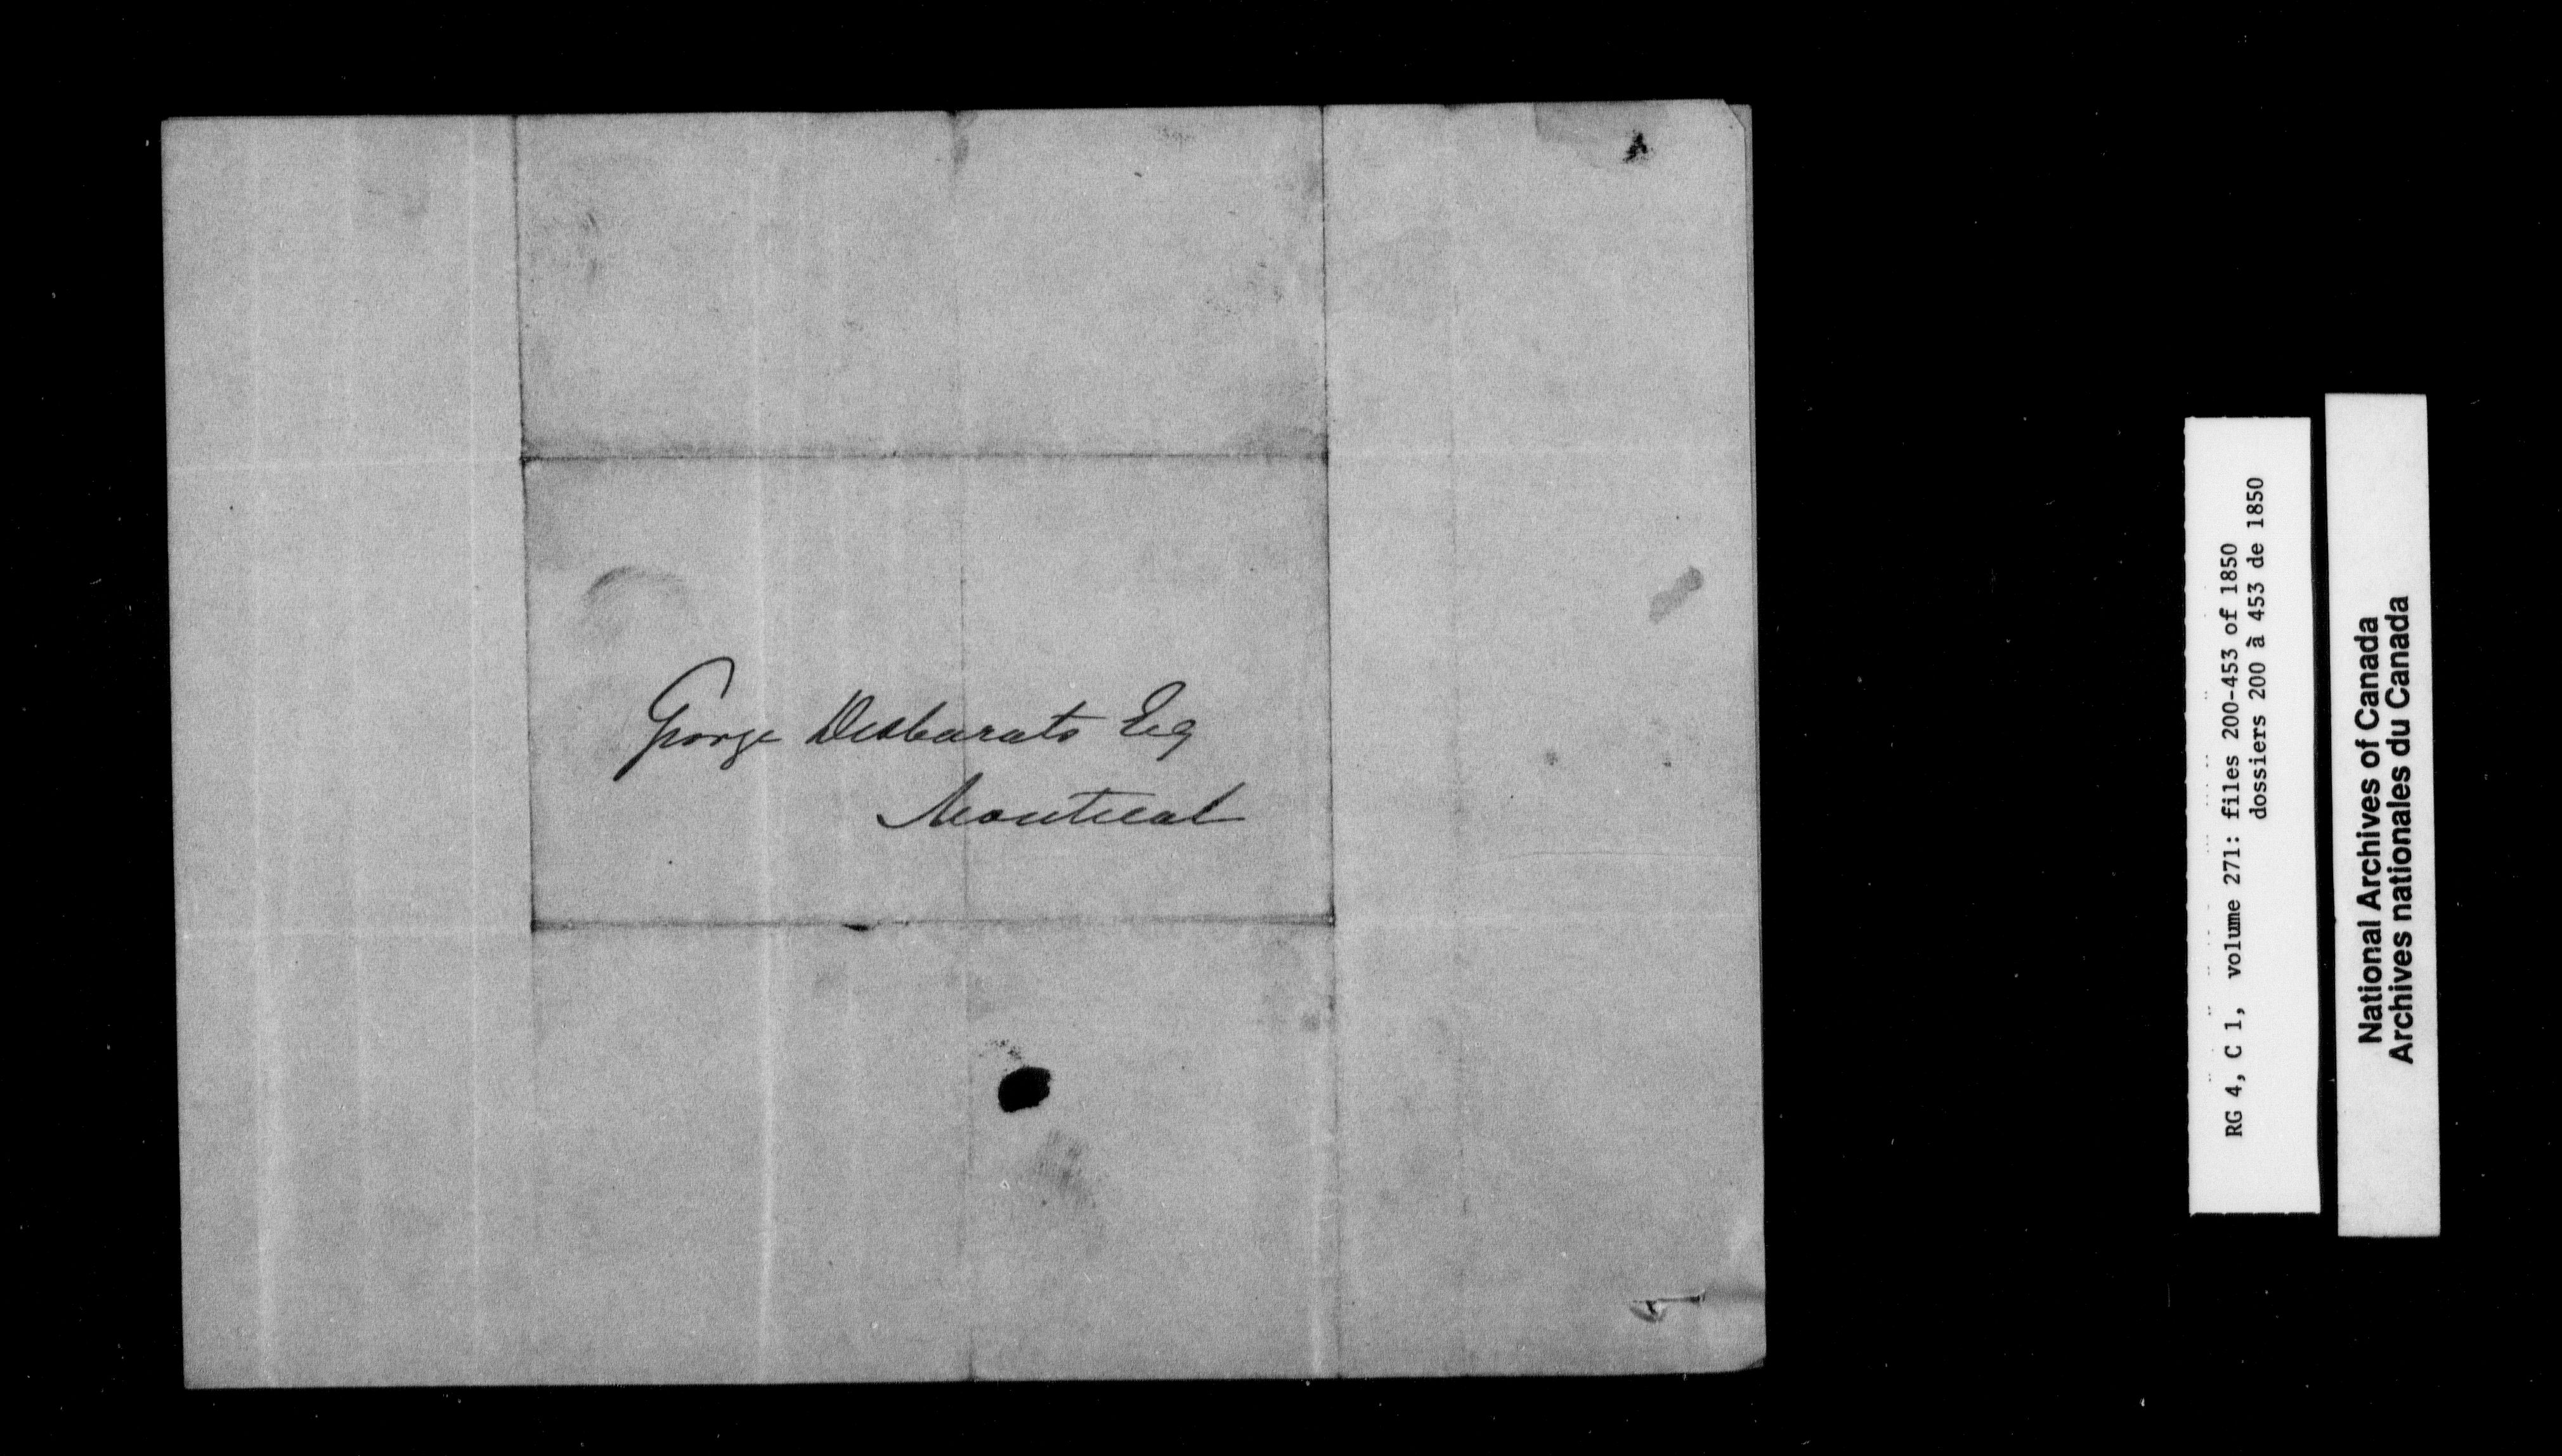 George Desbarats Esq
Montreal
RG 4, C 1, volume 271: files 200-453 of 1850
dossiers 200 à 453 de 1850
National Archives of Canada
Archives nationales du Canada